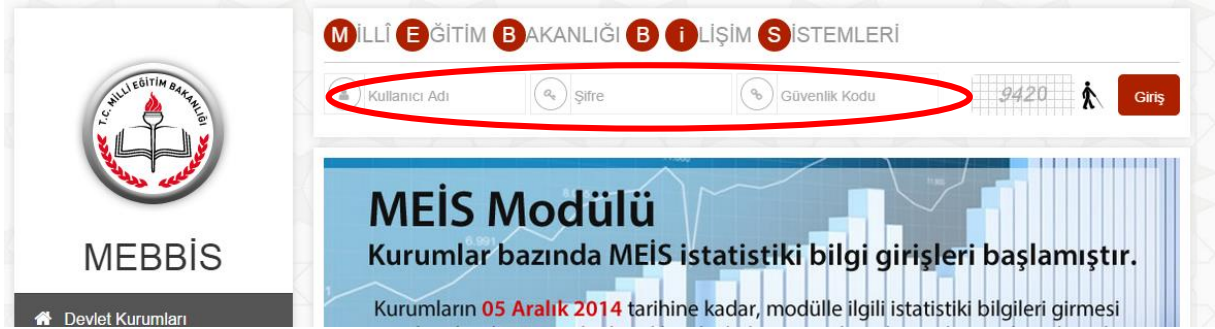 MİLLÎ EĞİTİM BAKANLIĞI BİLİŞİM SİSTEMLERİ
Kullanıcı Adı Şifre Güvenlik Kodu 9420 Giriş
T.C. MİLLİ EĞİTİM BAKANLIĞI
MEBBİS
Devlet Kurumları
MEİS Modülü
Kurumlar bazında MEİS istatistiki bilgi girişleri başlamıştır.
Kurumların 05 Aralık 2014 tarihine kadar, modülle ilgili istatistiki bilgileri girmesi